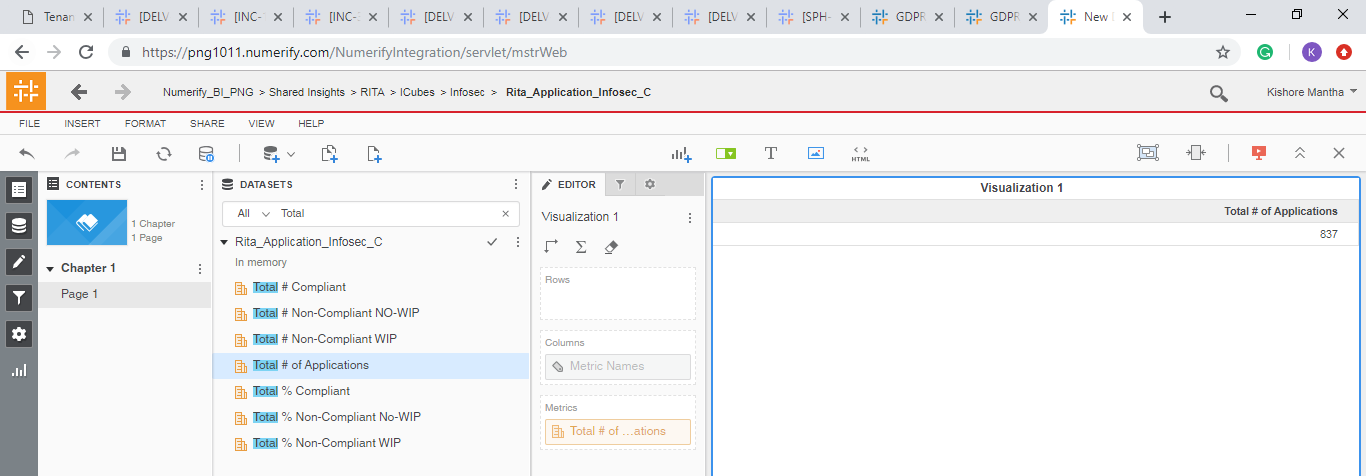 Tenan
[DELV
[INC-
[INC-
[DELV
[DELV
[DELV
[DELV
[SPH-
GDPR
GDPR
New
https://png1011.numerify.com/NumerifyIntegration/servlet/mstrWeb
K
Numerify_BI_PNG > Shared Insights > RITA > ICubes > Infosec > Rita_Application_Infosec_C
Kishore Mantha
FILE INSERT FORMAT SHARE VIEW HELP
HTML
CONTENTS
1 Chapter
1 Page
Chapter 1
Page 1
DATASETS
All Total
Rita_Application_Infosec_C
In memory
Total # Compliant
Total # Non-Compliant NO-WIP
Total # Non-Compliant WIP
Total # of Applications
Total % Compliant
Total % Non-Compliant No-WIP
Total % Non-Compliant WIP
EDITOR
Visualization 1
Rows
Columns
Metric Names
Metrics
Total # of ...ations
Visualization 1
Total # of Applications
837